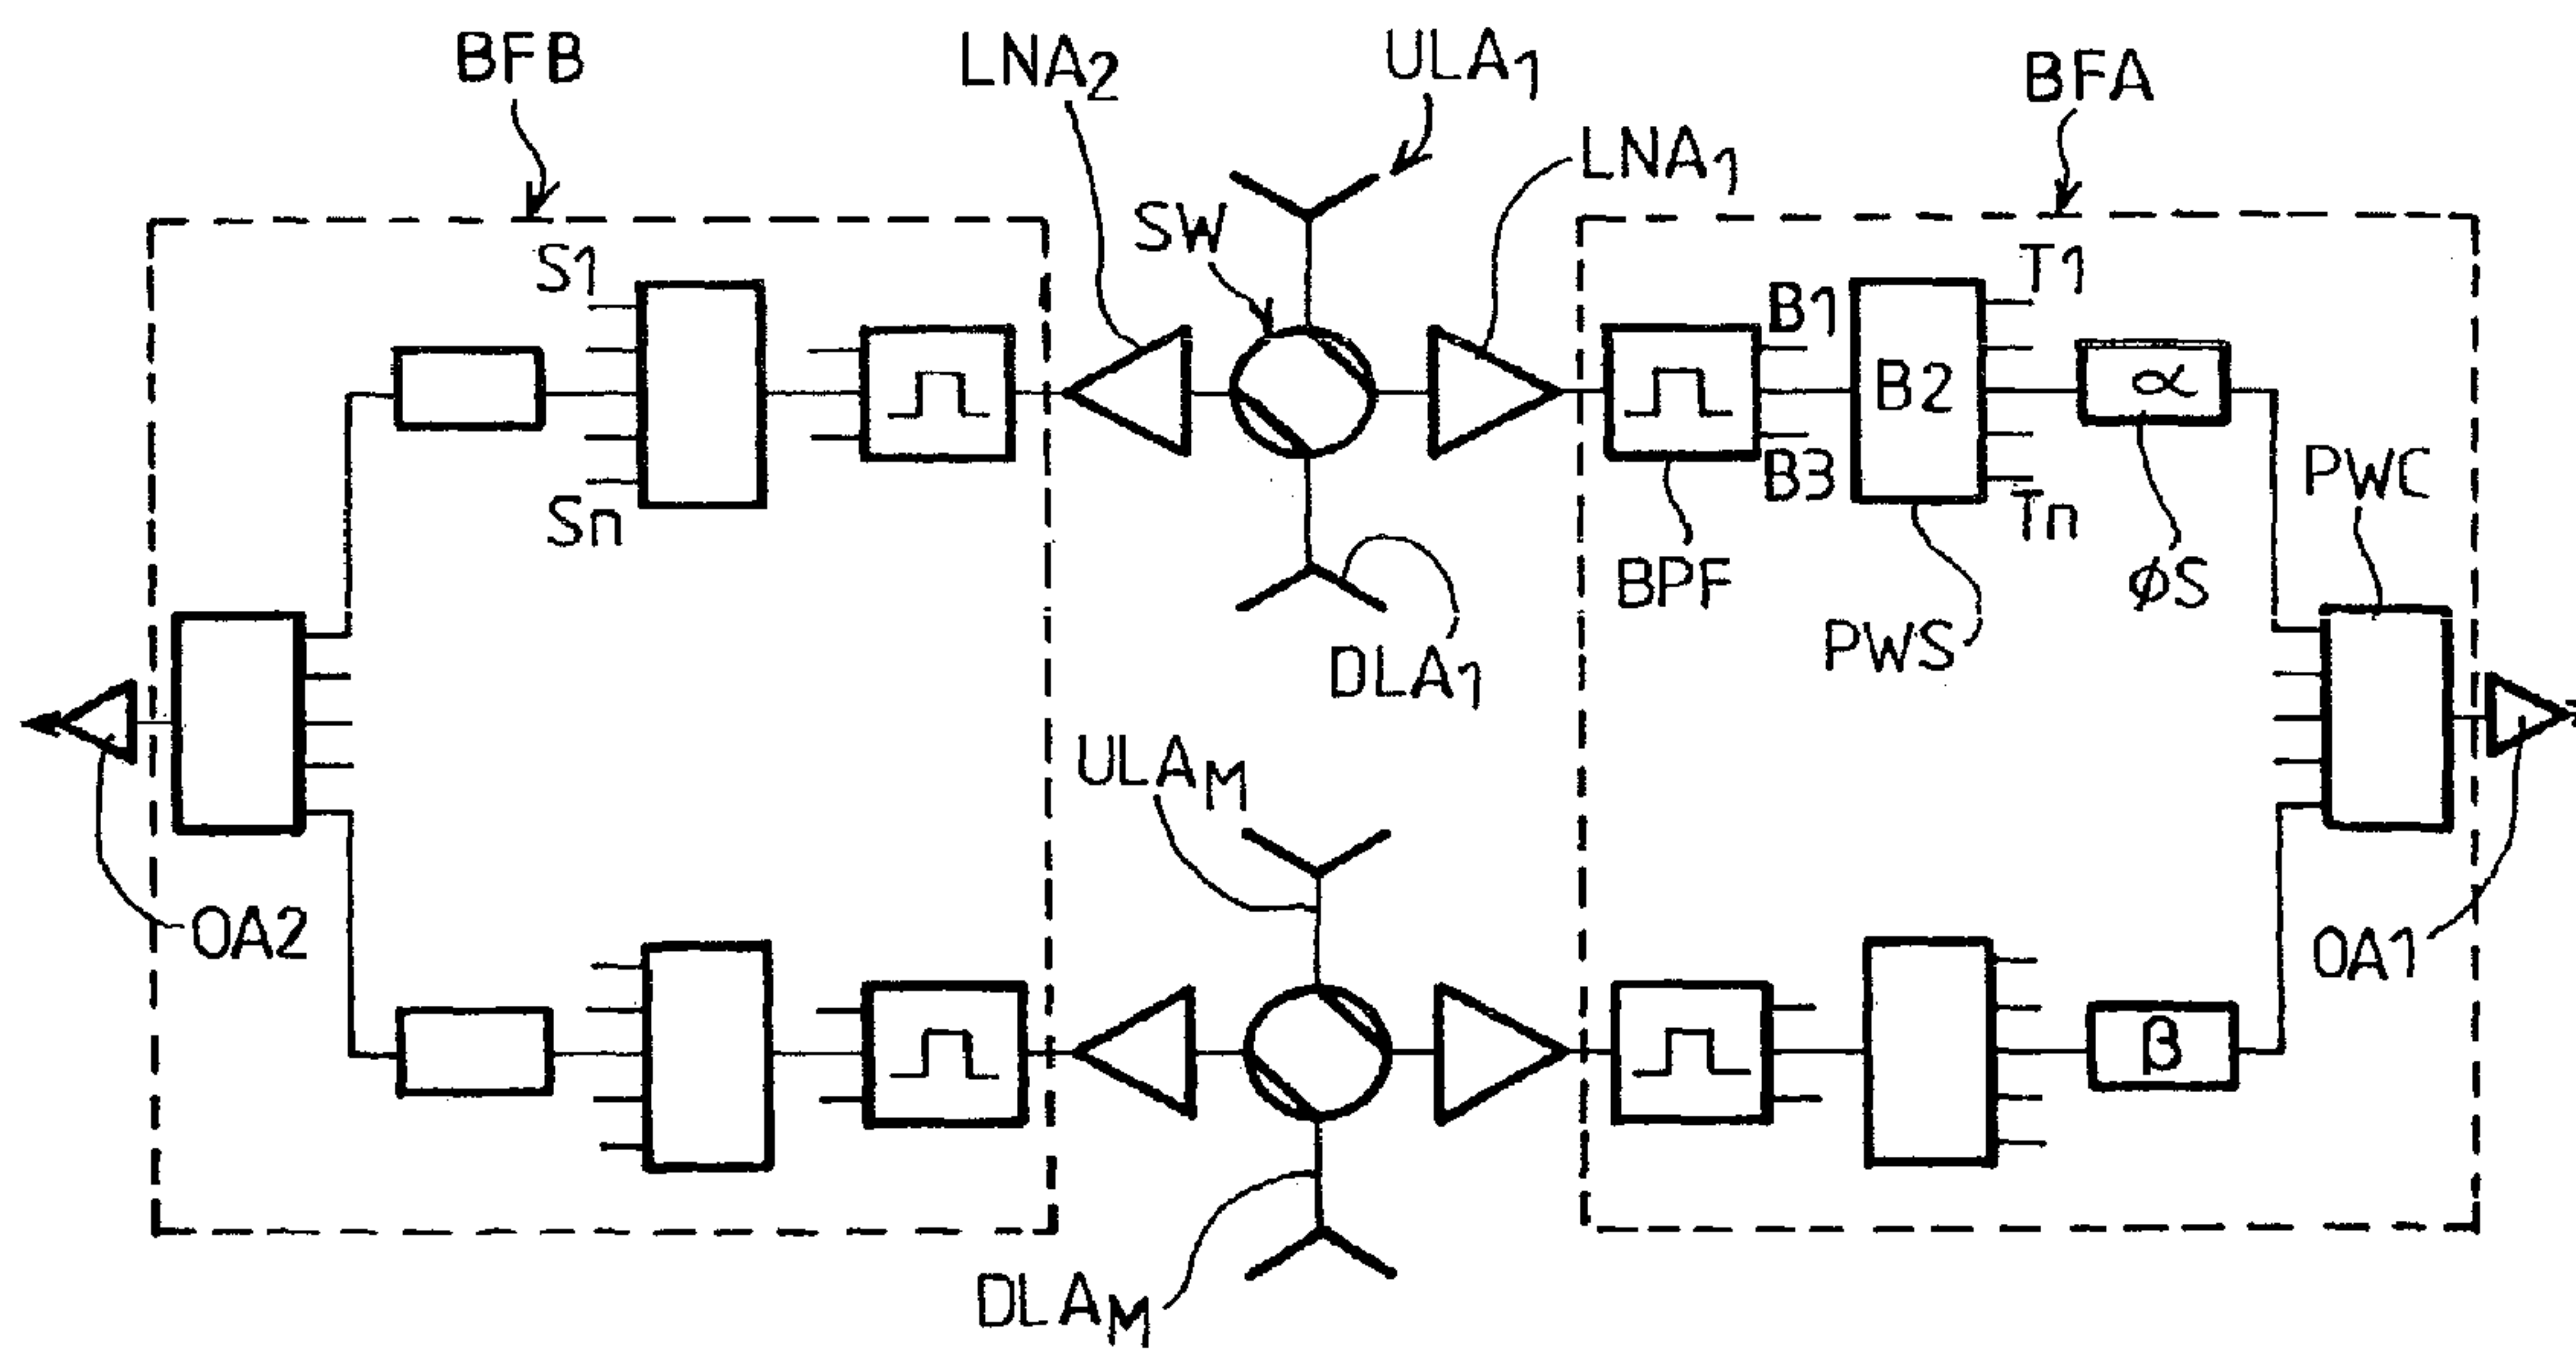 BFB
LNA2
ULA1
BFA
LNA1
SW
S1
B1
T1
B2
α
Sn
B3
Tn
PWC
BPF
ϕS
PWS
DLA1
ULAM
OA2
OA1
β
DLAM